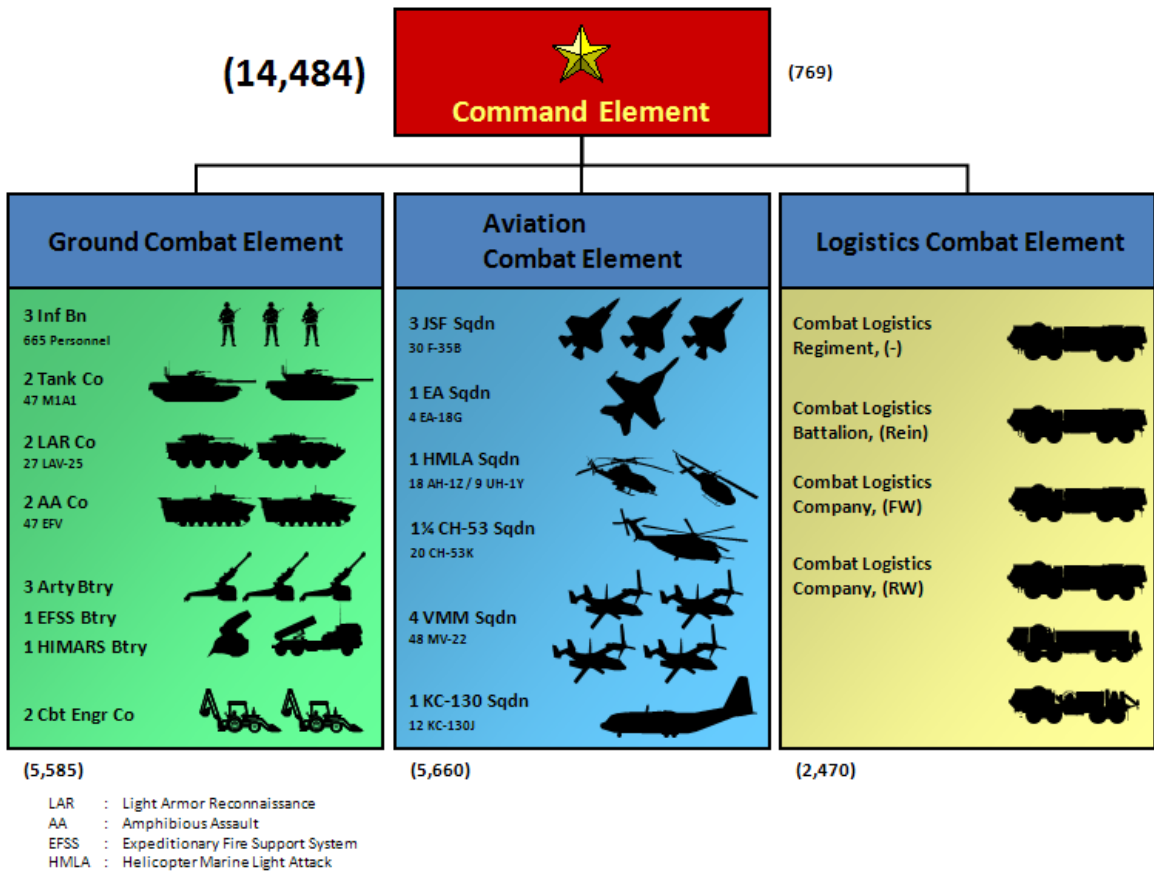 (14,484)
Command Element
(769)
Ground Combat Element
3 Inf Bn
665 Personnel
2 Tank Co
47 M1A1
2 LAR Co
27 LAV-25
2 AA Co
47 EFV
3 Arty Btry
1 EFSS Btry
1 HIMARS Btry
2 Cbt Engr Co
(5,585)
Aviation
Combat Element
3 JSF Sqdn
30 F-35B
1 EA Sqdn
4 EA-18G
1 HMLA Sqdn
18 AH-1Z / 9 UH-1Y
1¼ CH-53 Sqdn
20 CH-53K
4 VMM Sqdn
48 MV-22
1 KC-130 Sqdn
12 KC-130J
(5,660)
Logistics Combat Element
Combat Logistics
Regiment, (-)
Combat Logistics
Battalion, (Rein)
Combat Logistics
Company, (FW)
Combat Logistics
Company, (RW)
(2,470)
LAR : Light Armor Reconnaissance
AA : Amphibious Assault
EFSS : Expeditionary Fire Support System
HMLA : Helicopter Marine Light Attack